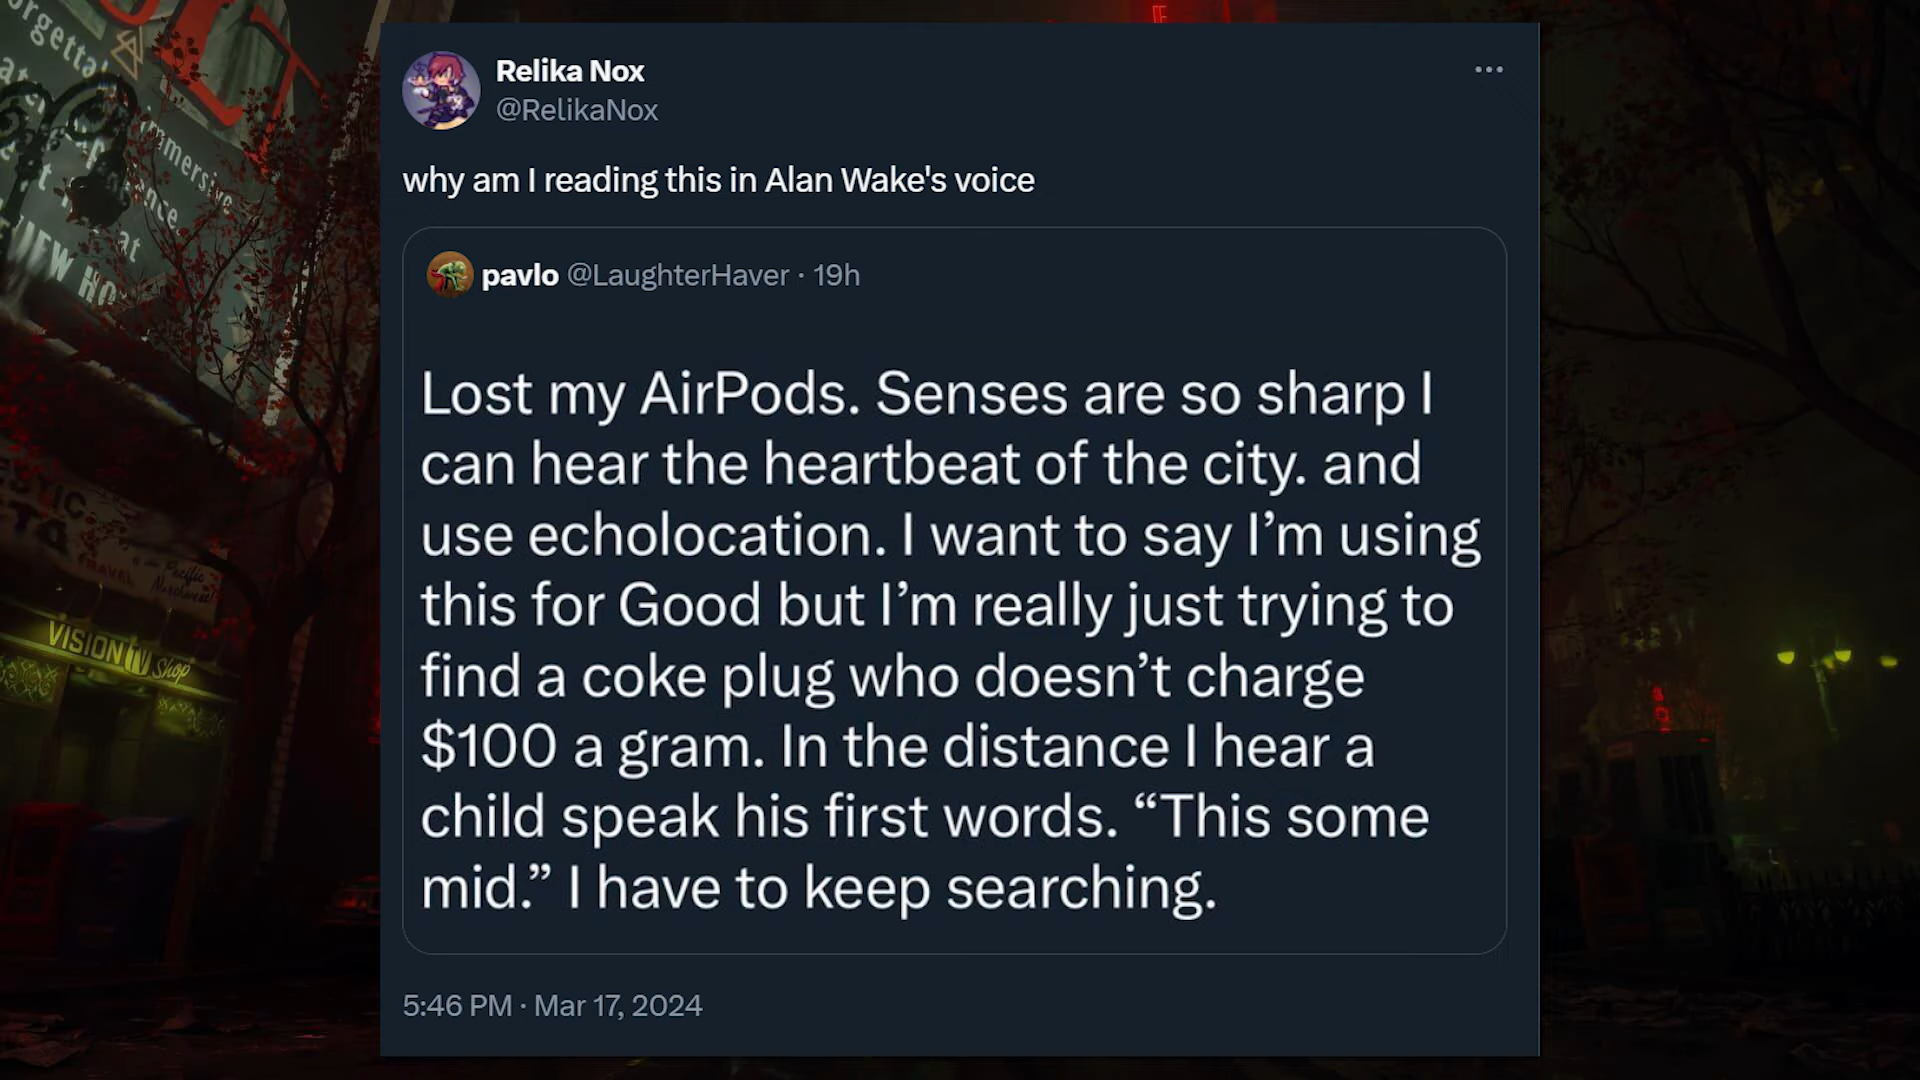 Relika Nox
@RelikaNox
why am I reading this in Alan Wake's voice
pavlo @LaughterHaver · 19h
Lost my AirPods. Senses are so sharp I
can hear the heartbeat of the city. and
use echolocation. I want to say I’m using
this for Good but I’m really just trying to
find a coke plug who doesn’t charge
$100 a gram. In the distance I hear a
child speak his first words. “This some
mid.” I have to keep searching.
5:46 PM · Mar 17, 2024
VISION TV Shop
TRAVEL
Pacific
Northwest